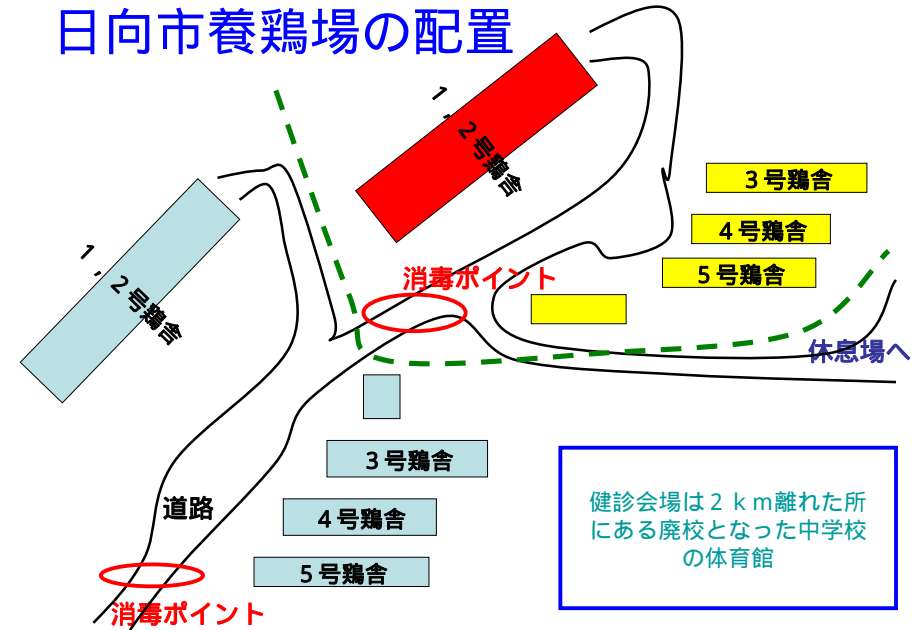 日向市養鶏場の配置
１，２号鶏舎
３号鶏舎
４号鶏舎
消毒ポイント
５号鶏舎
１，２号鶏舎
休息場へ
３号鶏舎
道路
４号鶏舎
５号鶏舎
消毒ポイント
健診会場は２ｋｍ離れた所
にある廃校となった中学校
の体育館